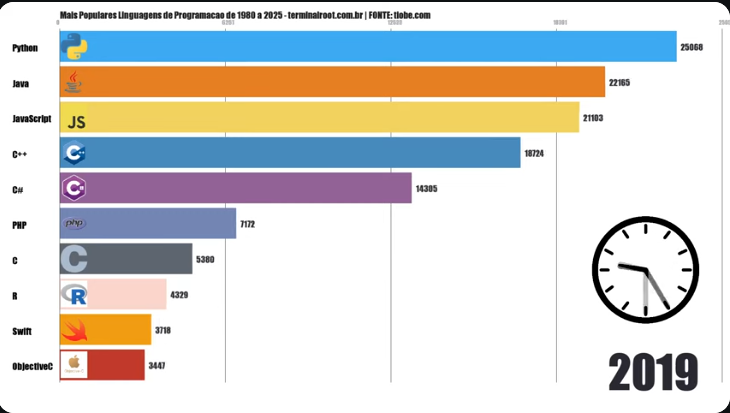 Mais Populares Linguagens de Programacao de 1980 a 2025 - terminalroot.com.br | FONTE: tiobe.com
0
Python 25068
Java 22165
JavaScript JS 21103
C++ C++ 18724
C# C# 14305
PHP php 7172
C C 5380
R R 4329
Swift 3718
ObjectiveC 3447
2019